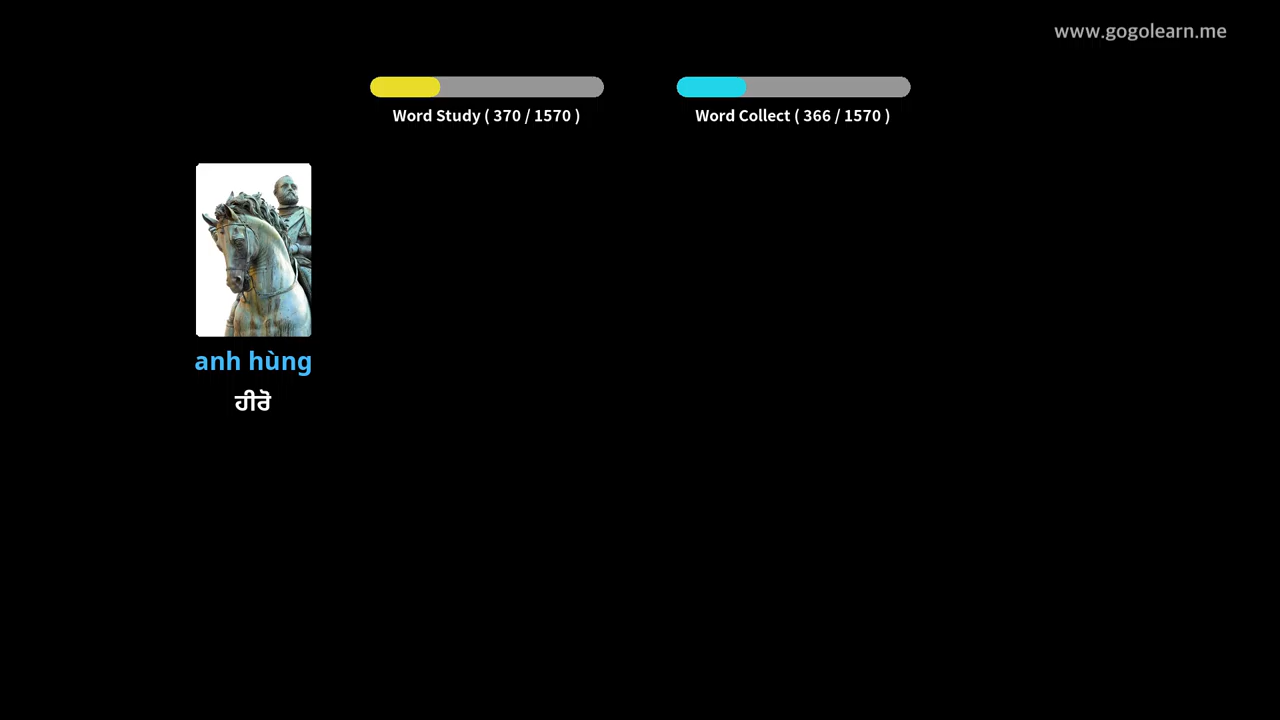 www.gogolearn.me
Word Study ( 370 / 1570 )
Word Collect ( 366 / 1570 )
anh hùng
ਹੀਰੋ